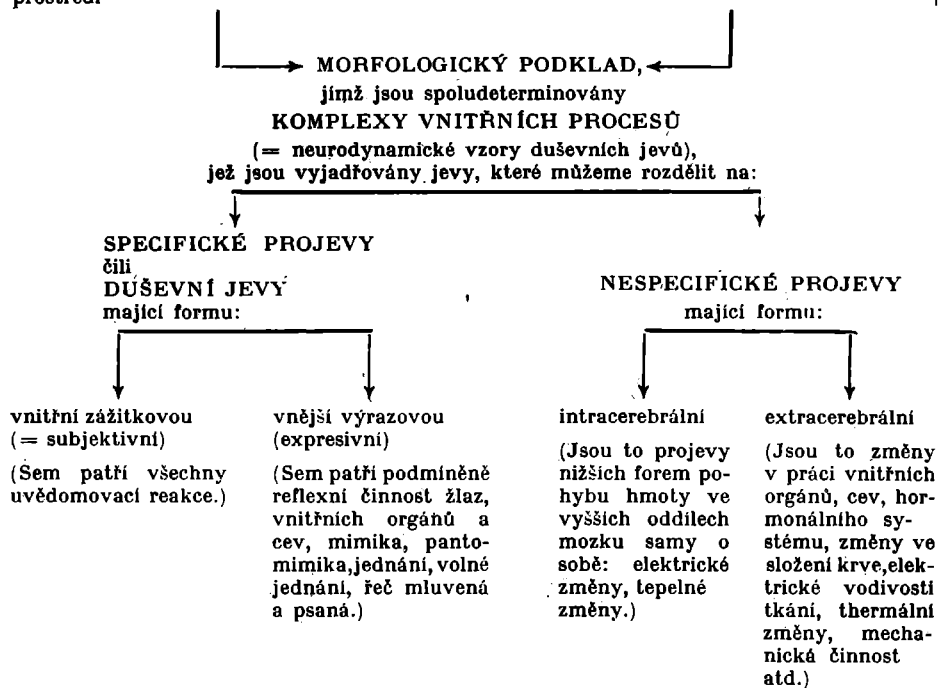 prostředí
MORFOLOGICKÝ PODKLAD,
jímž jsou spoludeterminovány
KOMPLEXY VNITŘNÍCH PROCESŮ
(= neurodynamické vzory duševních jevů),
jež jsou vyjadřovány jevy, které můžeme rozdělit na:
SPECIFICKÉ PROJEVY
čili
DUŠEVNÍ JEVY
mající formu:
NESPECIFICKÉ PROJEVY
mající formu:
vnitřní zážitkovou
(= subjektivní)
(Sem patří všechny
uvědomovací reakce.)
vnější výrazovou
(expresivní)
(Sem patří podmíněně
reflexní činnost žlaz,
vnitřních orgánů a
cev, mimika, panto-
mimika,jednání, volné
jednání, řeč mluvená
a psaná.)
intracerebrální
(Jsou to projevy
nižších forem po-
hybu hmoty ve
vyšších oddílech
mozku samy o
sobě: elektrické
změny, tepelné
změny.)
extracerebrální
(Jsou to změny
v práci vnitřních
orgánů, cev, hor-
monálního sy-
stému, změny ve
složení krve,elek-
trické vodivosti
tkání, thermální
změny, mecha-
nická činnost
atd.)